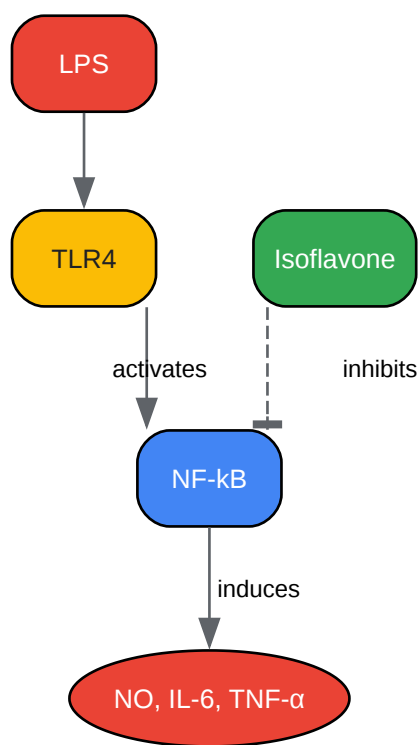 LPS
TLR4
Isoflavone
activates
inhibits
NF-kB
induces
NO, IL-6, TNF-α